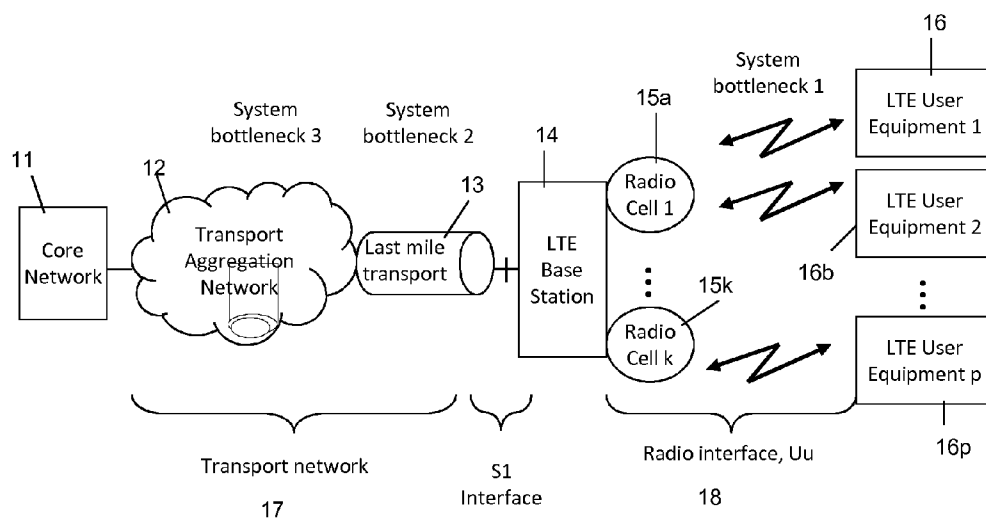 16
System
bottleneck 1
LTE User
Equipment 1
15a
System
bottleneck 3
System
bottleneck 2
14
11
12
13
Radio
Cell 1
LTE User
Equipment 2
Core
Network
Transport
Aggregation
Network
Last mile
transport
LTE
Base
Station
16b
15k
Radio
Cell k
LTE User
Equipment p
16p
Transport network
17
S1
Interface
Radio interface, Uu
18